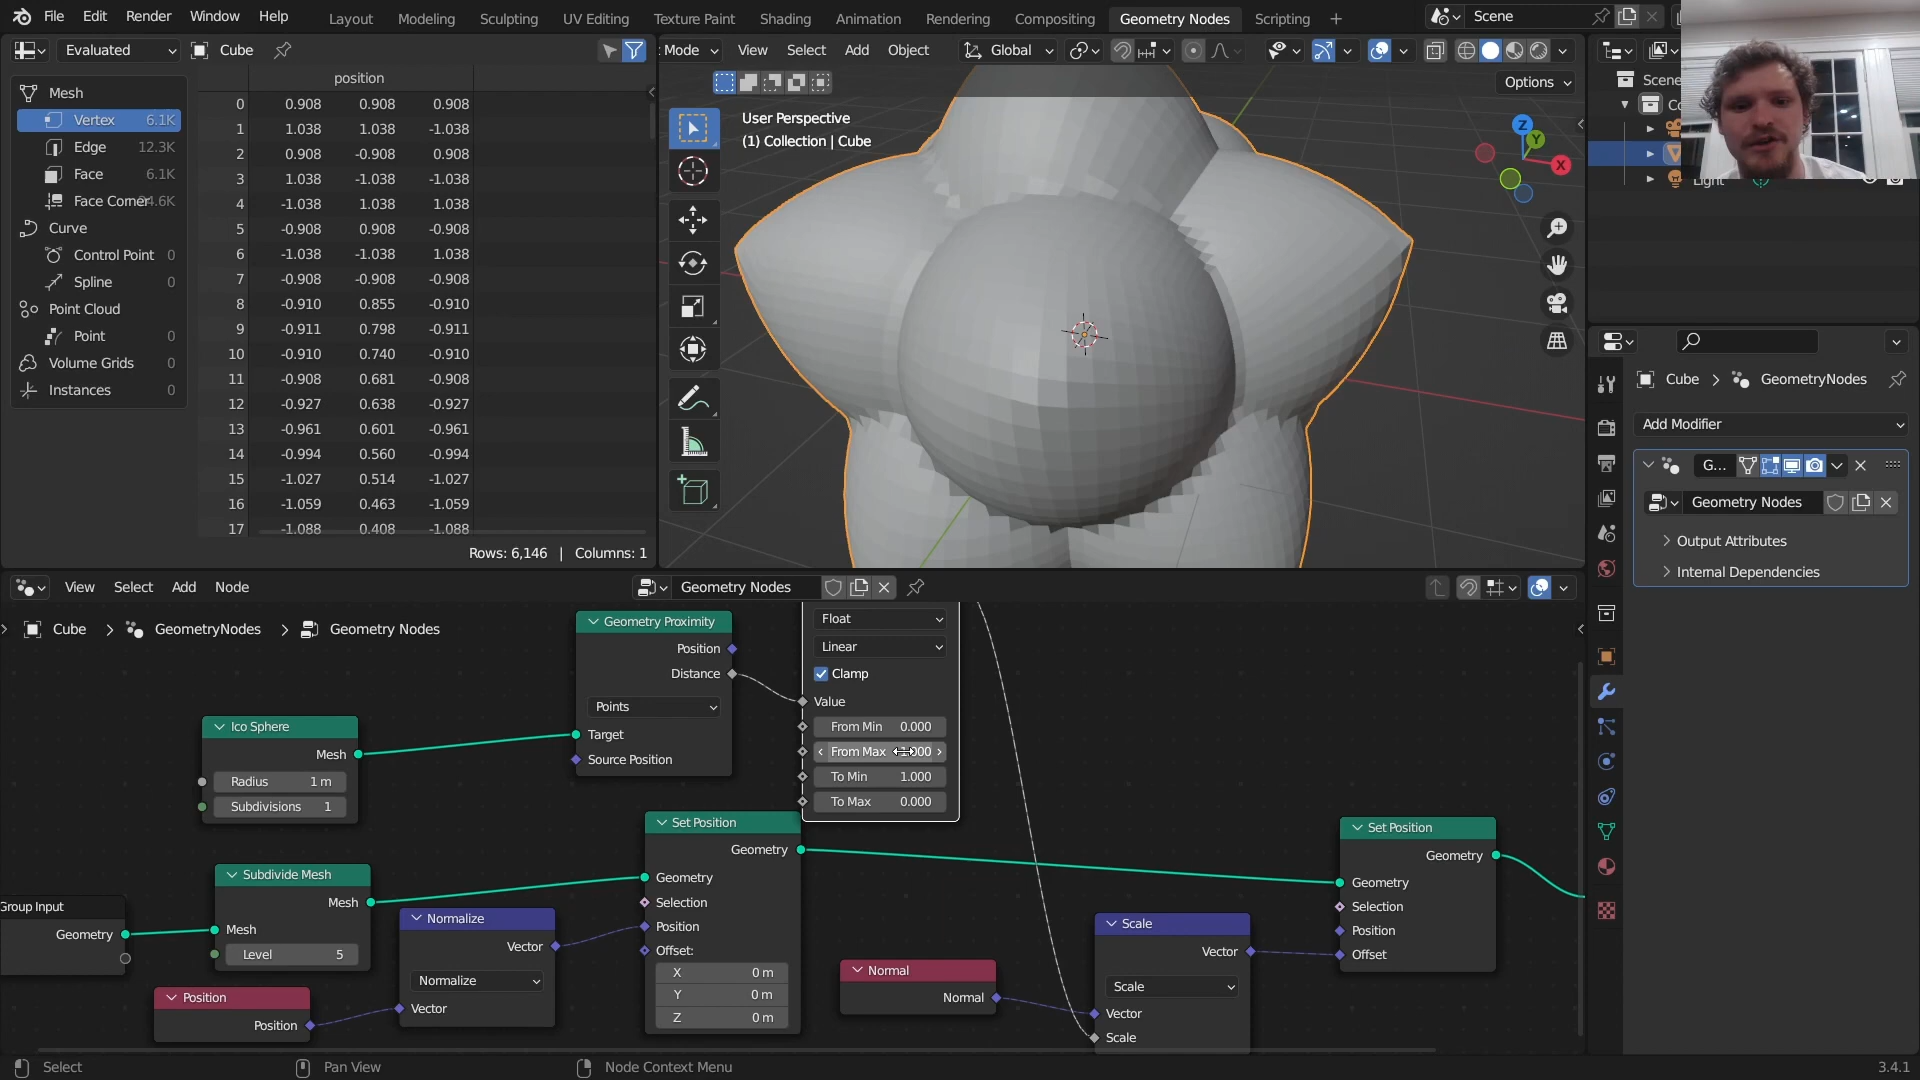 File Edit Render Window Help
Layout Modeling Sculpting UV Editing Texture Paint Shading Animation Rendering Compositing Geometry Nodes Scripting
Scene
Evaluated Cube
Mode View Select Add Object Global
Options
position
Mesh
Vertex 6.1K
Edge 12.3K
Face 6.1K
Face Corner
Curve
Control Point 0
Spline 0
Point Cloud
Point 0
Volume Grids 0
Instances 0
0 0.908 0.908 0.908
1 1.038 1.038 -1.038
2 0.908 -0.908 0.908
3 1.038 -1.038 -1.038
4 -1.038 1.038 1.038
5 -0.908 0.908 -0.908
6 -1.038 -1.038 1.038
7 -0.908 -0.908 -0.908
8 -0.910 0.855 -0.910
9 -0.911 0.798 -0.911
10 -0.910 0.740 -0.910
11 -0.908 0.681 -0.908
12 -0.927 0.638 -0.927
13 -0.961 0.601 -0.961
14 -0.994 0.560 -0.994
15 -1.027 0.514 -1.027
16 -1.059 0.463 -1.059
17 -1.088 0.408 -1.088
Rows: 6,146 | Columns: 1
User Perspective
(1) Collection | Cube
Z
Y
X
Light
Cube > GeometryNodes
Add Modifier
G...
Geometry Nodes
Output Attributes
Internal Dependencies
View Select Add Node
Geometry Nodes
Cube > GeometryNodes > Geometry Nodes
Geometry Proximity
Position
Distance
Points
Target
Source Position
Float
Linear
Clamp
Value
From Min 0.000
From Max
To Min 1.000
To Max 0.000
Ico Sphere
Mesh
Radius 1 m
Subdivisions 1
Subdivide Mesh
Mesh
Mesh
Level 5
Group Input
Geometry
Position
Position
Normalize
Vector
Normalize
Vector
Set Position
Geometry
Geometry
Selection
Position
Offset:
X 0 m
Y 0 m
Z 0 m
Normal
Normal
Scale
Vector
Scale
Vector
Scale
Set Position
Geometry
Geometry
Selection
Position
Offset
Select
Pan View
Node Context Menu
3.4.1